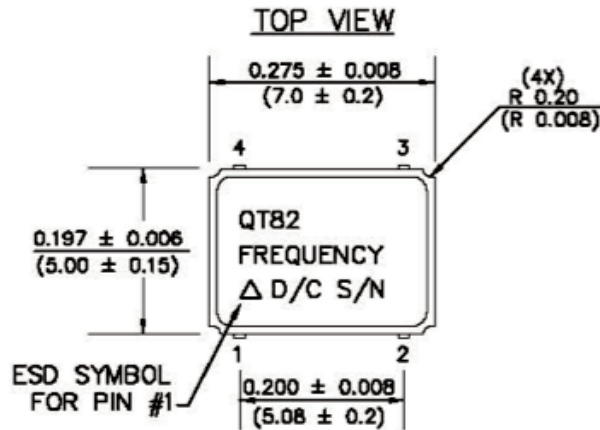 TOP VIEW
0.275 ± 0.008
(7.0 ± 0.2)
(4X)
R 0.20
(R 0.008)
4
3
0.197 ± 0.006
(5.00 ± 0.15)
QT82
FREQUENCY
△ D/C S/N
1
2
ESD SYMBOL
FOR PIN #1
0.200 ± 0.008
(5.08 ± 0.2)